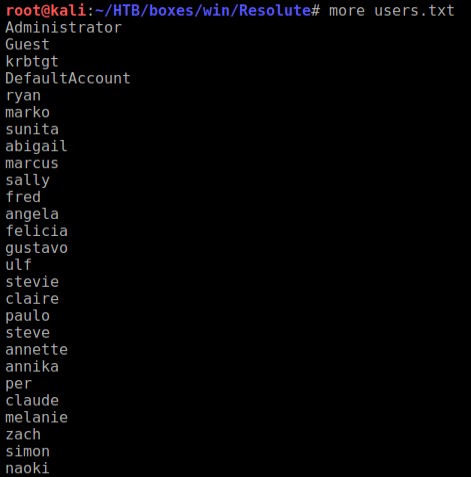 root@kali:~/HTB/boxes/win/Resolute# more users.txt
Administrator
Guest
krbtgt
DefaultAccount
ryan
marko
sunita
abigail
marcus
sally
fred
angela
felicia
gustavo
ulf
stevie
claire
paulo
steve
annette
annika
per
claude
melanie
zach
simon
naoki